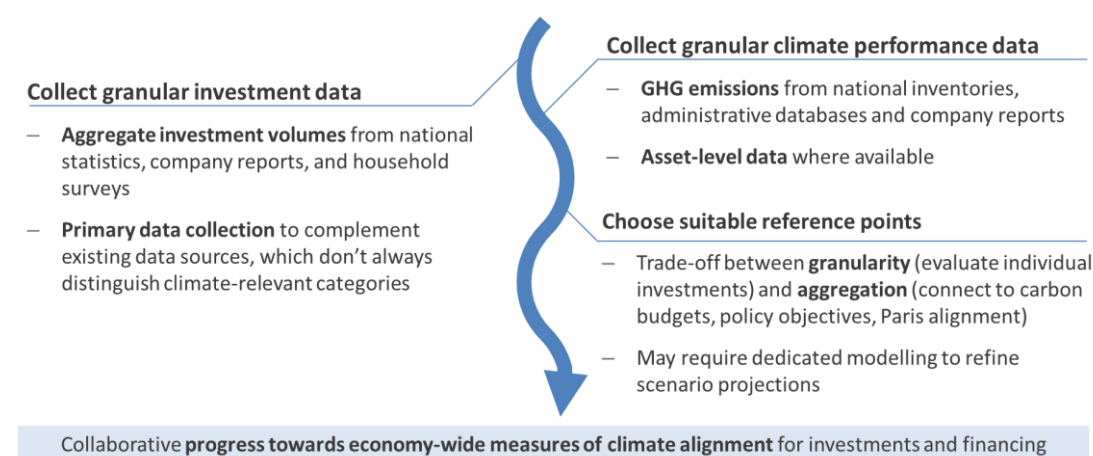 Collect granular investment data
– Aggregate investment volumes from national
statistics, company reports, and household
surveys
– Primary data collection to complement
existing data sources, which don’t always
distinguish climate-relevant categories
Collect granular climate performance data
– GHG emissions from national inventories,
administrative databases and company reports
– Asset-level data where available
Choose suitable reference points
– Trade-off between granularity (evaluate individual
investments) and aggregation (connect to carbon
budgets, policy objectives, Paris alignment)
– May require dedicated modelling to refine
scenario projections
Collaborative progress towards economy-wide measures of climate alignment for investments and financing